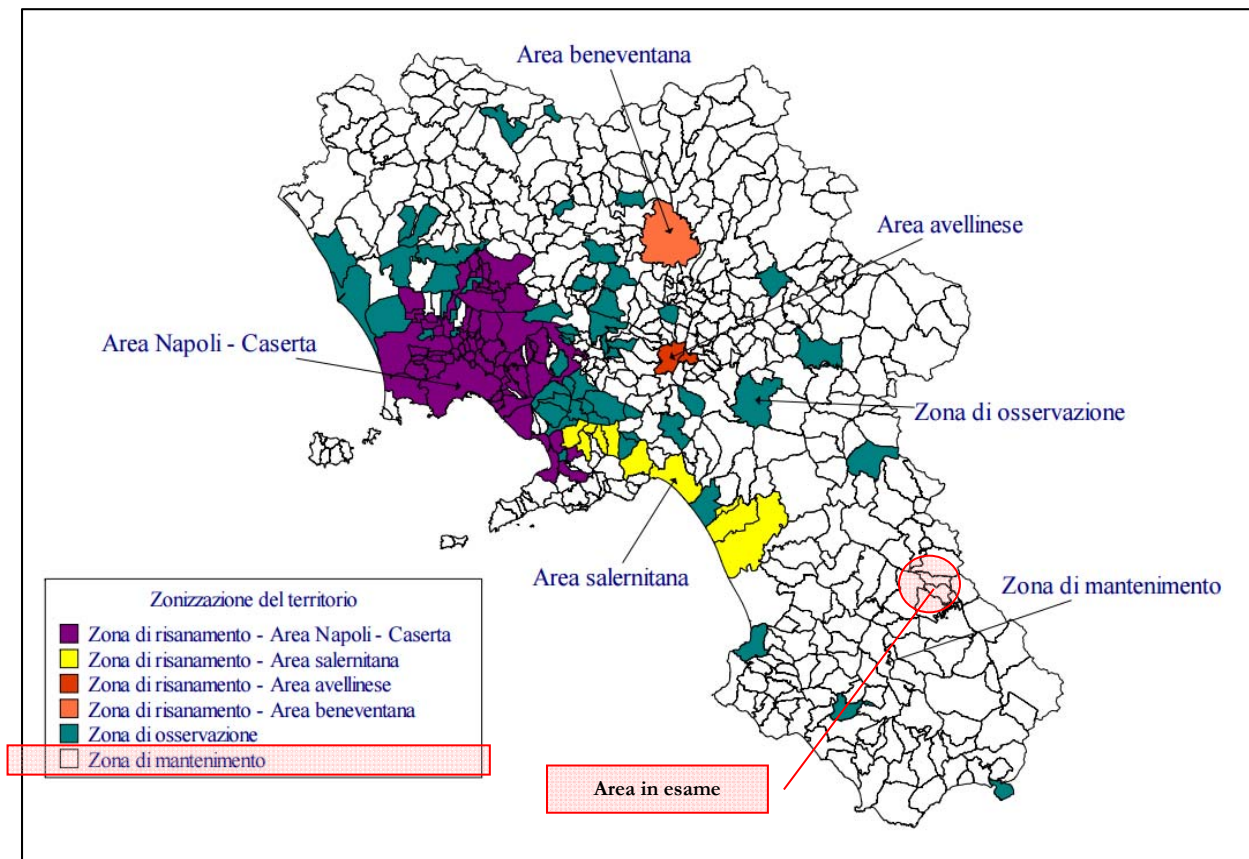 Area beneventana
Area avellinese
Area Napoli - Caserta
Zona di osservazione
Area salernitana
Zona di mantenimento
Zonizzazione del territorio
Zona di risanamento - Area Napoli - Caserta
Zona di risanamento - Area salernitana
Zona di risanamento - Area avellinese
Zona di risanamento - Area beneventana
Zona di osservazione
Zona di mantenimento
Area in esame